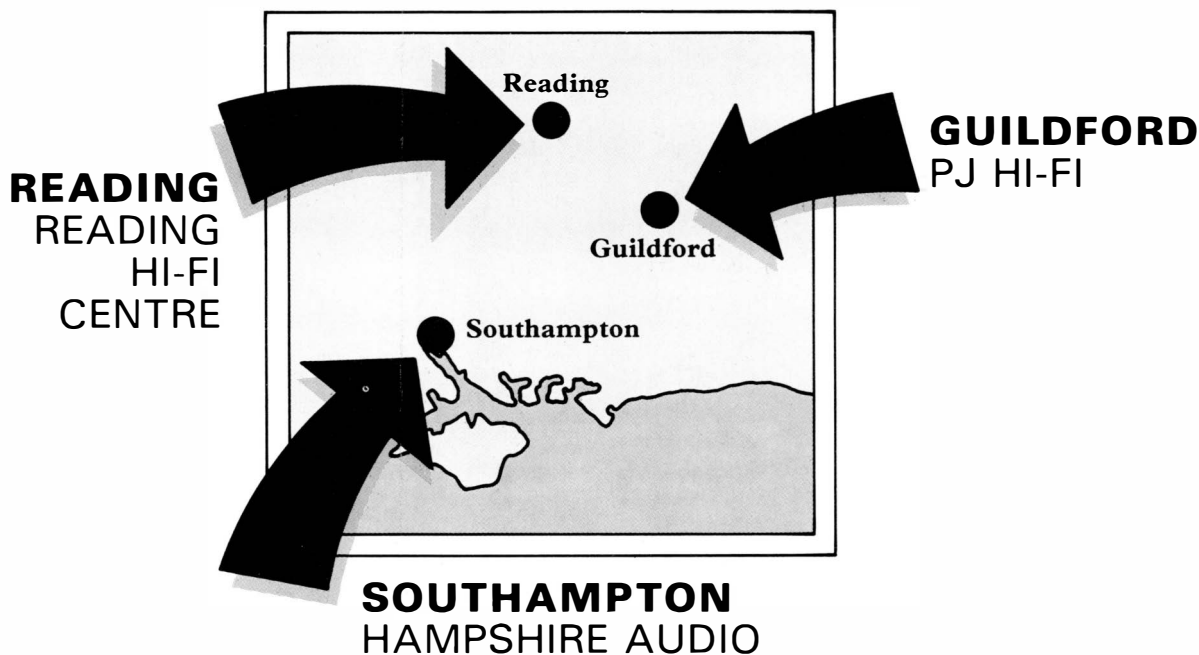 Reading
GUILDFORD
PJ HI-FI
READING
READING
HI-FI
CENTRE
Guildford
Southampton
SOUTHAMPTON
HAMPSHIRE AUDIO